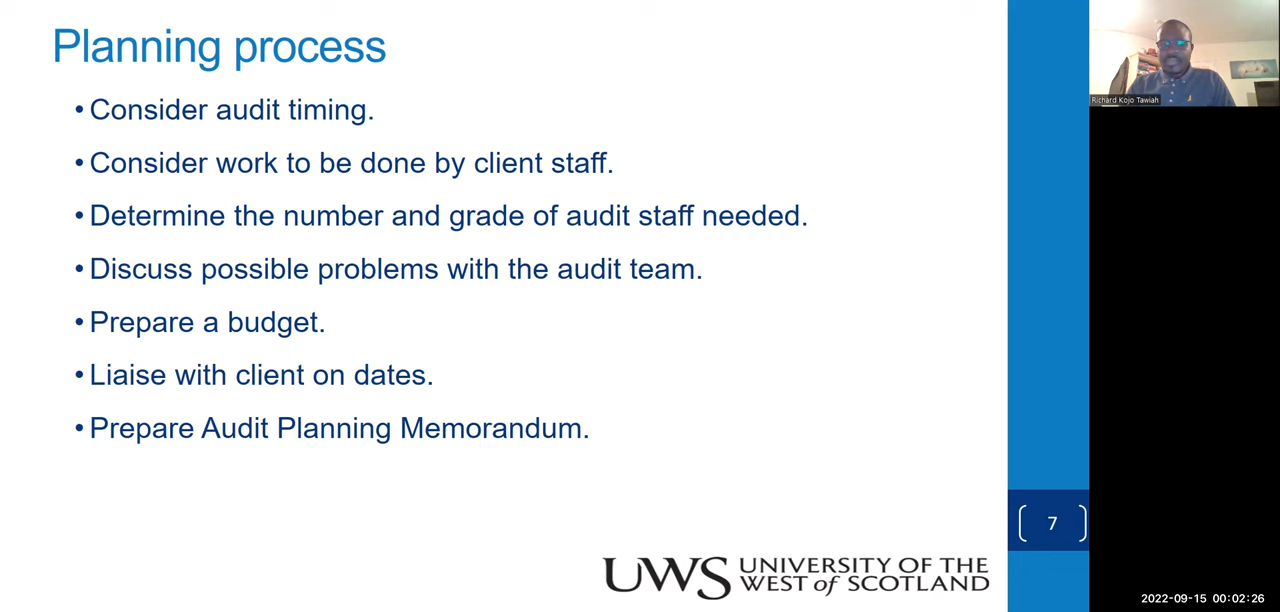 Planning process
• Consider audit timing.
• Consider work to be done by client staff.
• Determine the number and grade of audit staff needed.
• Discuss possible problems with the audit team.
• Prepare a budget.
• Liaise with client on dates.
• Prepare Audit Planning Memorandum.
7
UWS UNIVERSITY OF THE
WEST of SCOTLAND
Richard Kojo Tawiah
2022-09-15 00:02:26